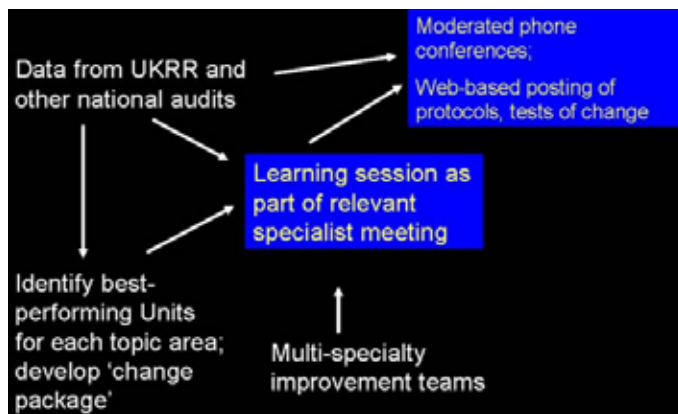 Moderated phone
conferences;
Web-based posting of
protocols, tests of change
Data from UKRR and
other national audits
Learning session as
part of relevant
specialist meeting
Identify best-
performing Units
for each topic area;
develop ‘change
package’
Multi-specialty
improvement teams